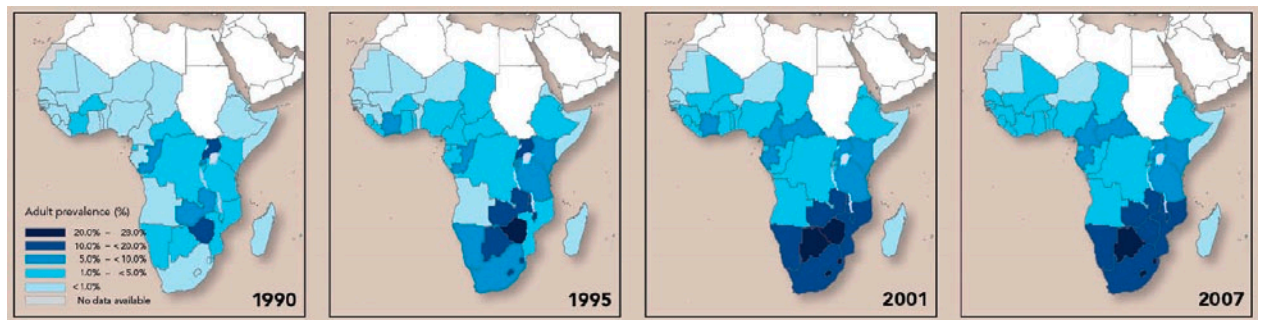 Adult prevalence (%)
20.0% – 29.0%
10.0% – <20.0%
5.0% – <10.0%
1.0% – <5.0%
<1.0%
No data available
1990
1995
2001
2007